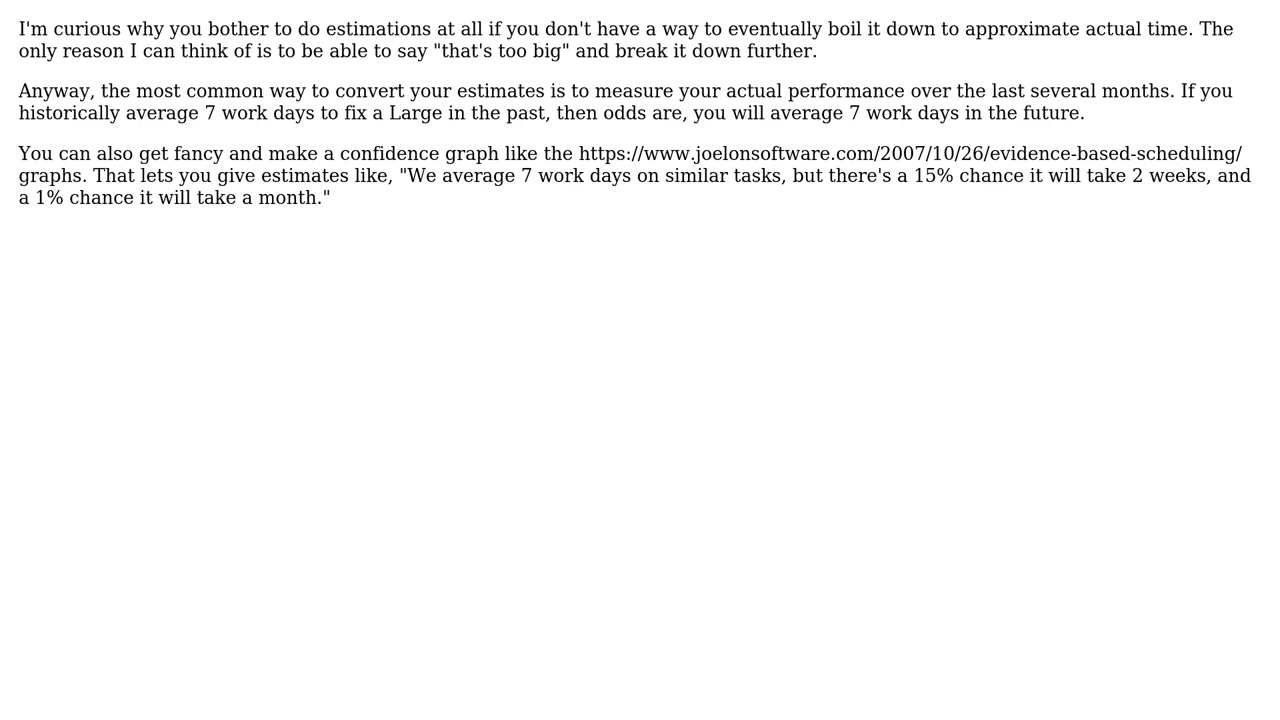 I'm curious why you bother to do estimations at all if you don't have a way to eventually boil it down to approximate actual time. The
only reason I can think of is to be able to say "that's too big" and break it down further.
Anyway, the most common way to convert your estimates is to measure your actual performance over the last several months. If you
historically average 7 work days to fix a Large in the past, then odds are, you will average 7 work days in the future.
You can also get fancy and make a confidence graph like the https://www.joelonsoftware.com/2007/10/26/evidence-based-scheduling/
graphs. That lets you give estimates like, "We average 7 work days on similar tasks, but there's a 15% chance it will take 2 weeks, and
a 1% chance it will take a month."